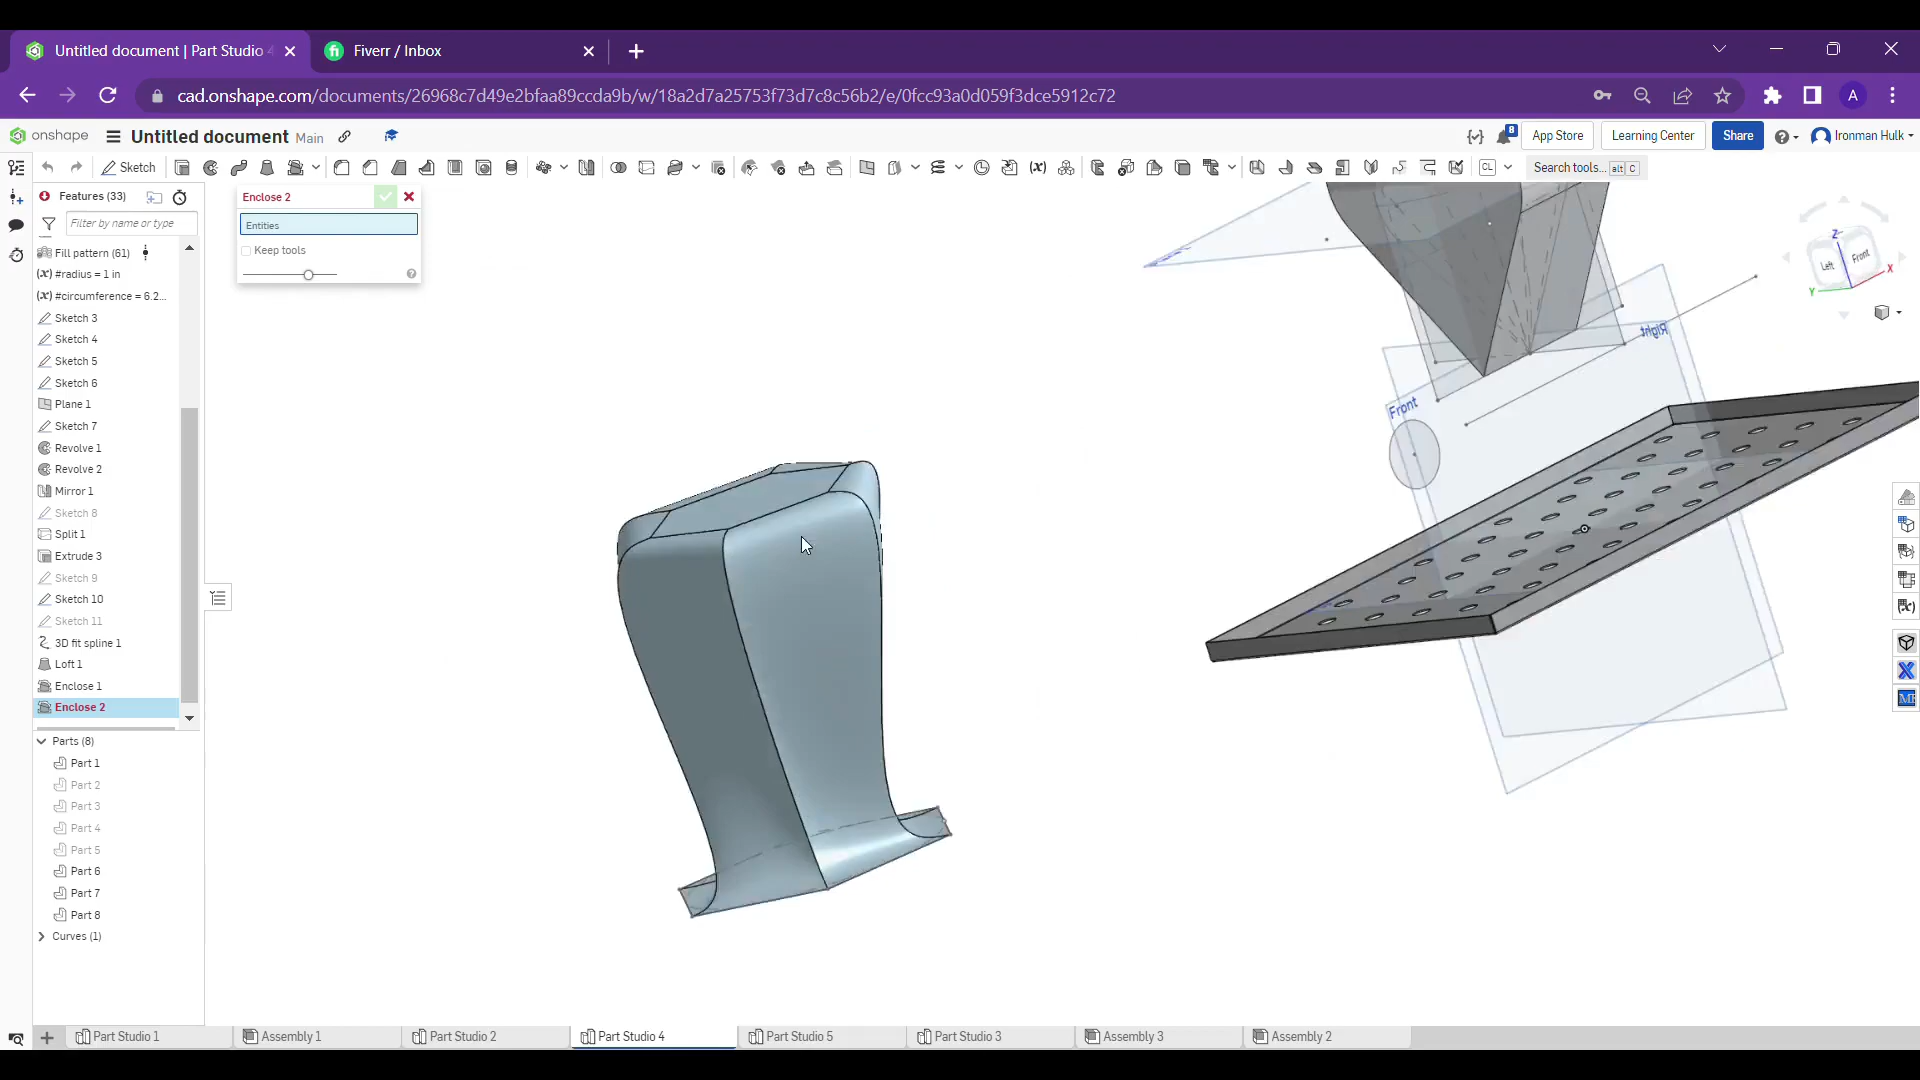 Untitled document | Part Studio 4
Fiverr / Inbox
cad.onshape.com/documents/26968c7d49e2bfaa89ccda9b/w/18a2d7a25753f73d7c8c56b2/e/0fcc93a0d059f3dce5912c72
A
onshape
Untitled document Main
8
App Store
Learning Center
Share
Ironman Hulk
Sketch
(x)
CL
Search tools... alt C
Features (33)
Filter by name or type
Fill pattern (61)
(x) #radius = 1 in
(x) #circumference = 6.2...
Sketch 3
Sketch 4
Sketch 5
Sketch 6
Plane 1
Sketch 7
Revolve 1
Revolve 2
Mirror 1
Sketch 8
Split 1
Extrude 3
Sketch 9
Sketch 10
Sketch 11
3D fit spline 1
Loft 1
Enclose 1
Enclose 2
Parts (8)
Part 1
Part 2
Part 3
Part 4
Part 5
Part 6
Part 7
Part 8
Curves (1)
Enclose 2
Entities
Keep tools
Front
Right
Z
Left
Front
X
Y
Part Studio 1
Assembly 1
Part Studio 2
Part Studio 4
Part Studio 5
Part Studio 3
Assembly 3
Assembly 2